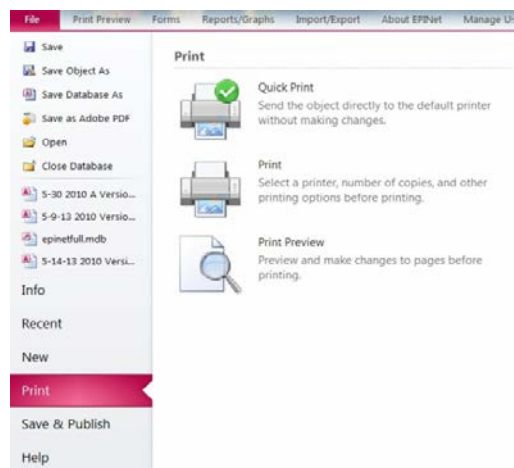 File Print Preview Forms Reports/Graphs Import/Export About EPINet Manage Us
Save
Save Object As
Save Database As
Save as Adobe PDF
Open
Close Database
5-30 2010 A Versio...
5-9-13 2010 Versio...
epinetfull.mdb
5-14-13 2010 Versi...
Info
Recent
New
Print
Save & Publish
Help
Print
Quick Print
Send the object directly to the default printer
without making changes.
Print
Select a printer, number of copies, and other
printing options before printing.
Print Preview
Preview and make changes to pages before
printing.